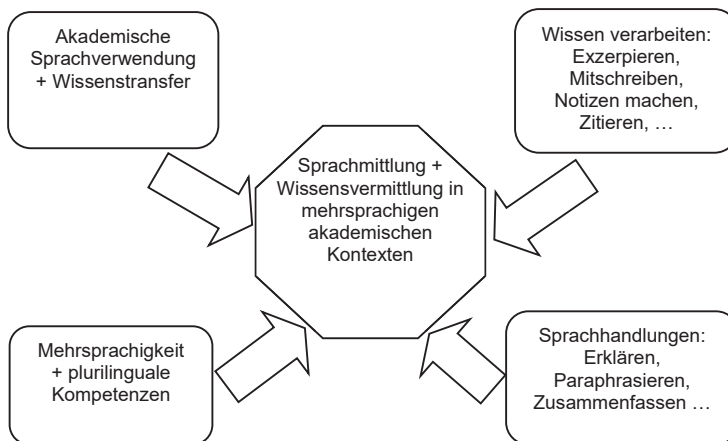 Akademische
Sprachverwendung
+ Wissenstransfer
Wissen verarbeiten:
Exzerpieren,
Mitschreiben,
Notizen machen,
Zitieren, …
Sprachmittlung +
Wissensvermittlung in
mehrsprachigen
akademischen
Kontexten
Mehrsprachigkeit
+ plurilinguale
Kompetenzen
Sprachhandlungen:
Erklären,
Paraphrasieren,
Zusammenfassen …